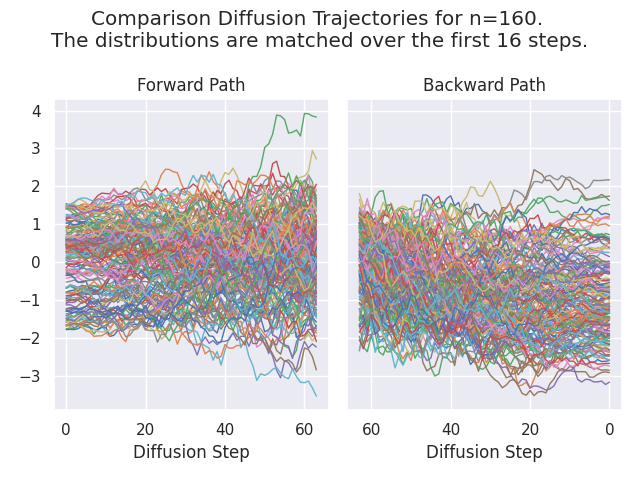 Comparison Diffusion Trajectories for n=160.
The distributions are matched over the first 16 steps.
Forward Path
Backward Path
4
3
2
1
0
−1
−2
−3
0 20 40 60
60 40 20 0
Diffusion Step
Diffusion Step